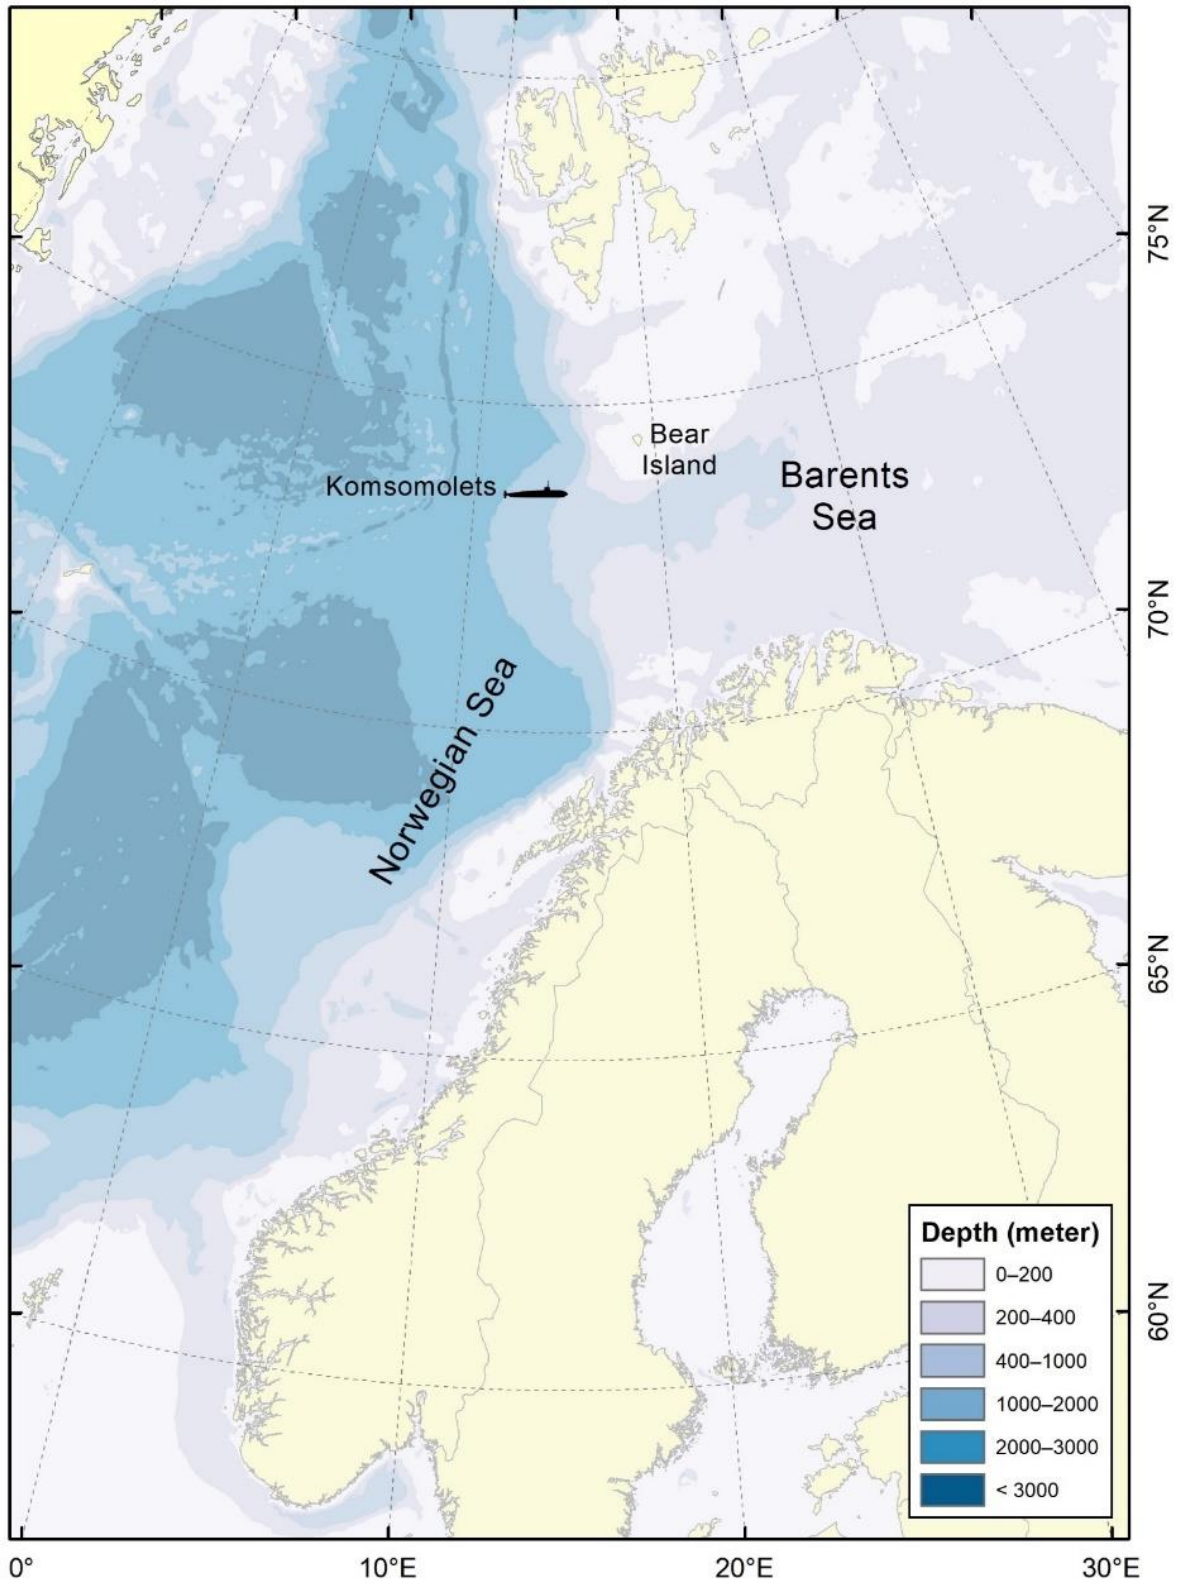 75°N
Bear
Island
Barents
Sea
Komsomolets
70°N
Norwegian Sea
65°N
60°N
Depth (meter)
0–200
200–400
400–1000
1000–2000
2000–3000
< 3000
0°
10°E
20°E
30°E